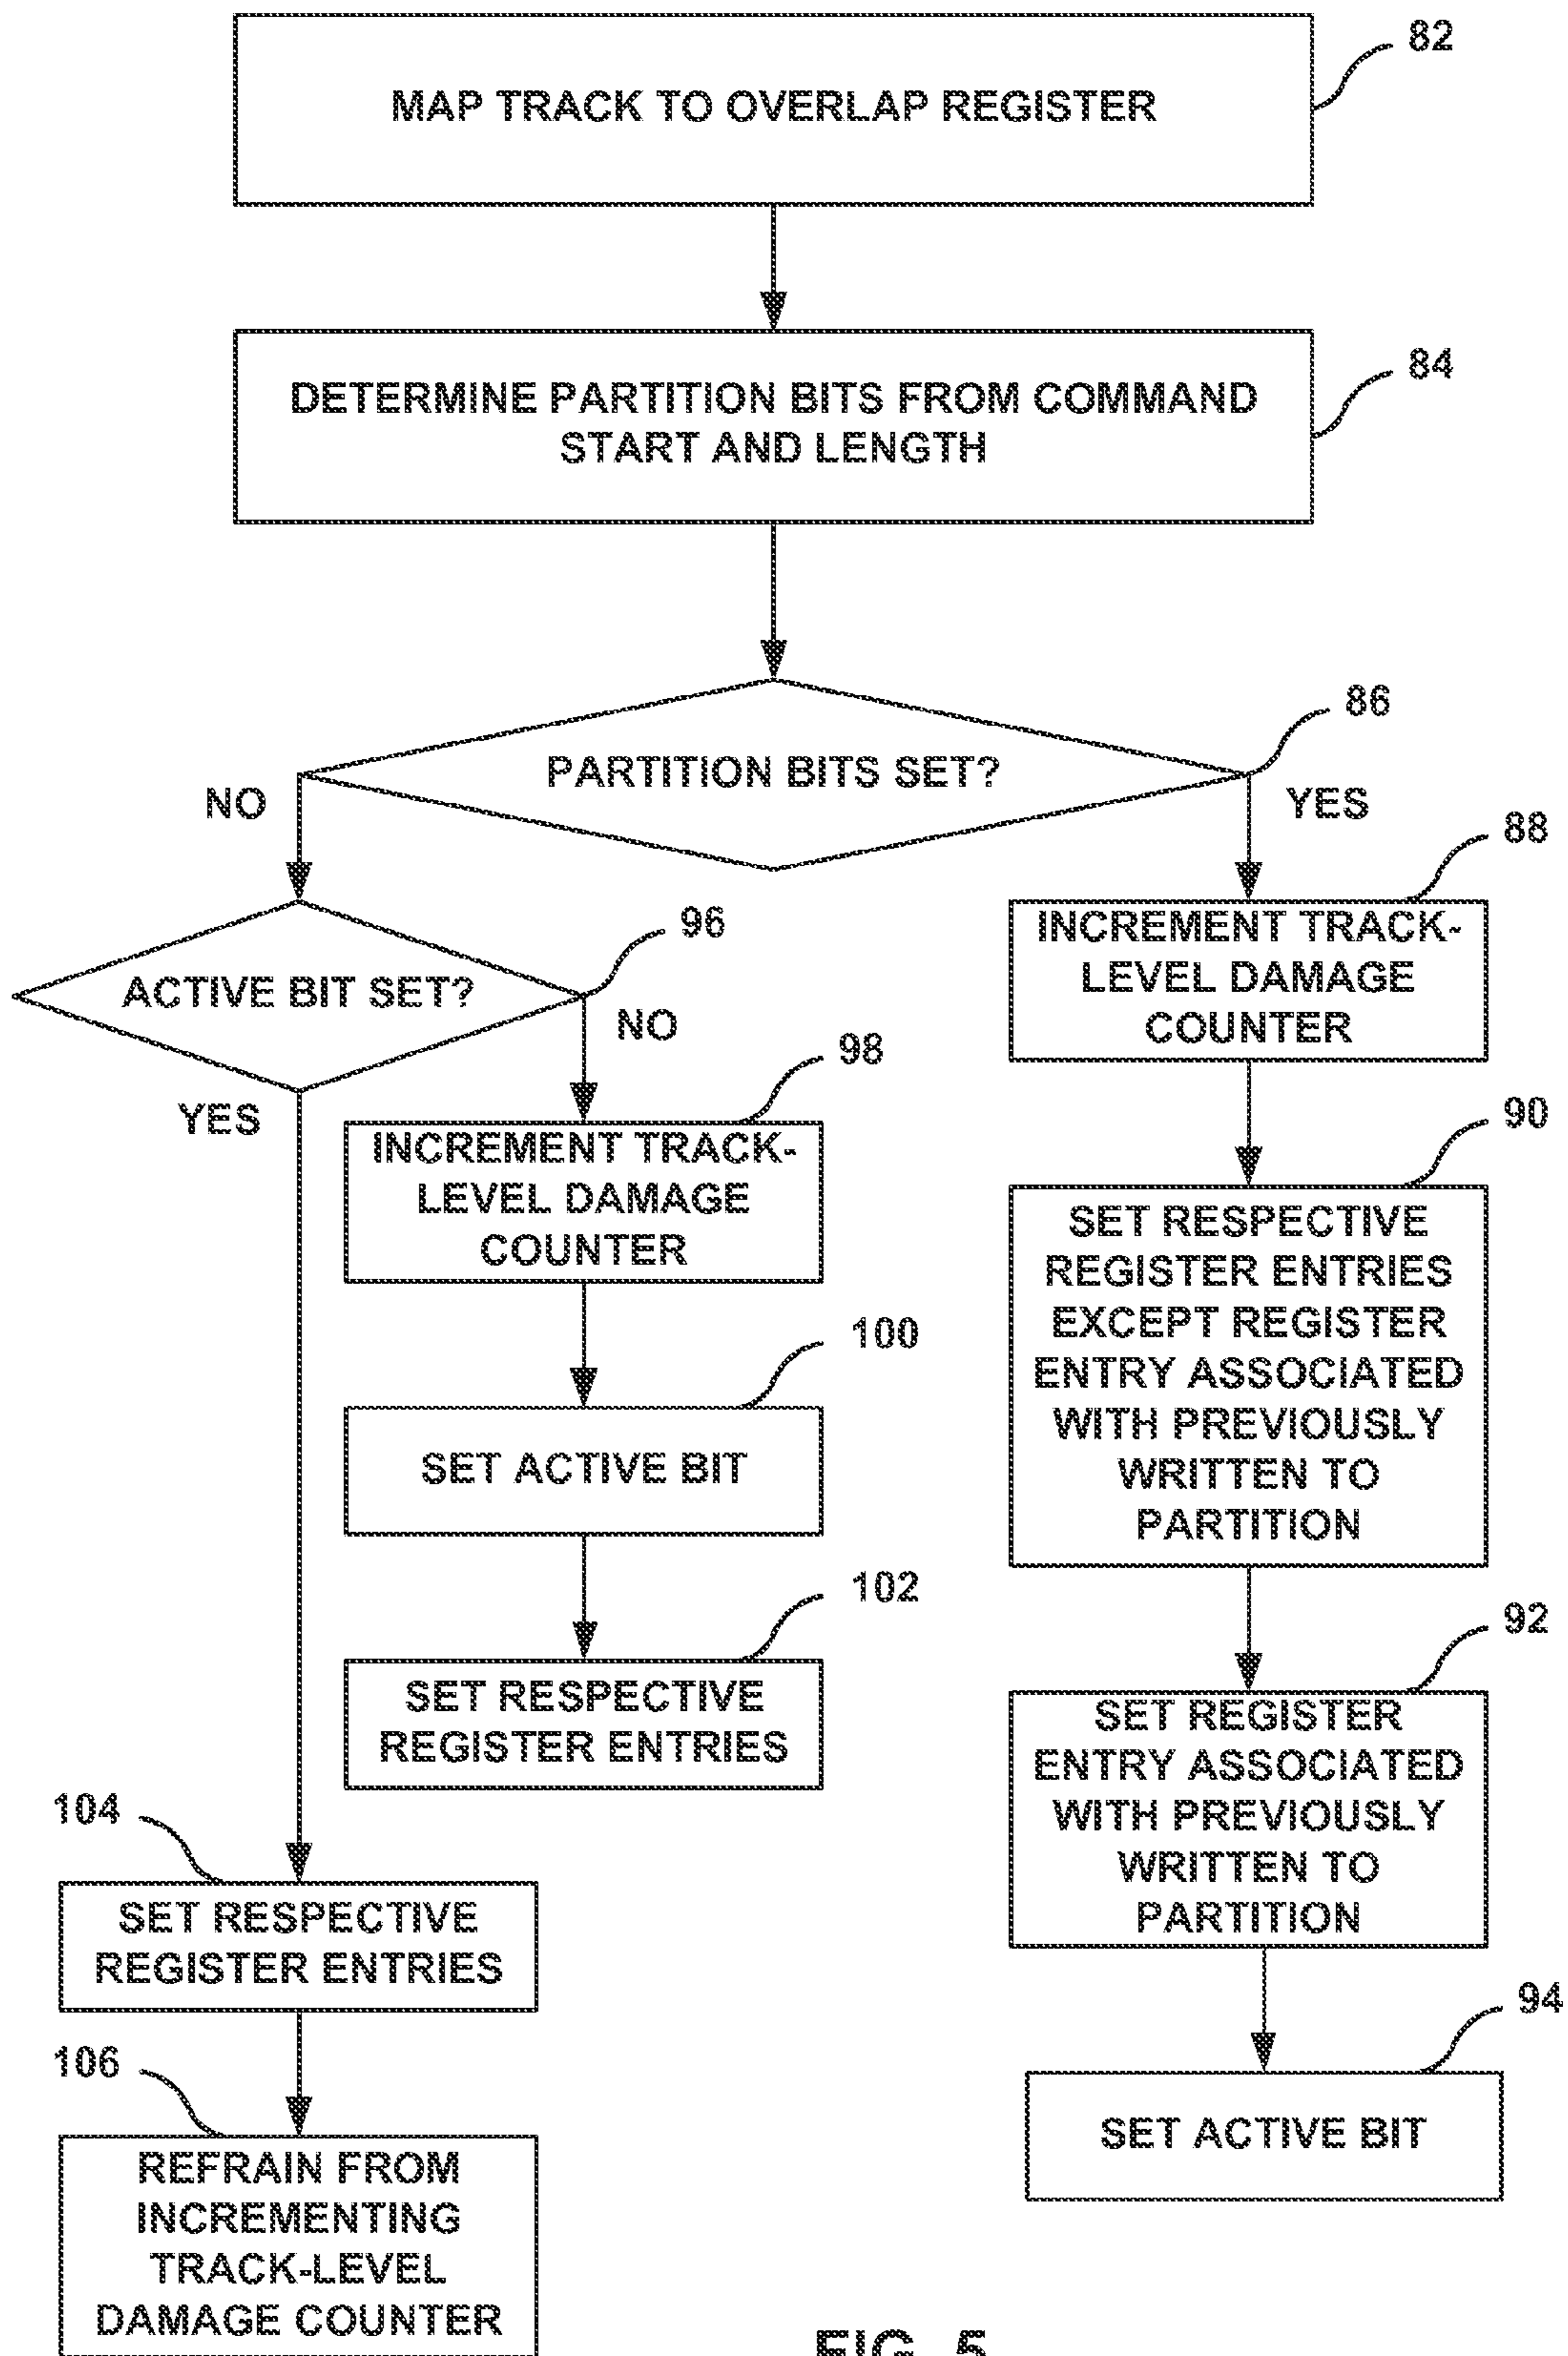 82
MAP TRACK TO OVERLAP REGISTER
84
DETERMINE PARTITION BITS FROM COMMAND
START AND LENGTH
86
PARTITION BITS SET?
NO
YES
88
INCREMENT TRACK-
LEVEL DAMAGE
COUNTER
96
ACTIVE BIT SET?
NO
YES
98
INCREMENT TRACK-
LEVEL DAMAGE
COUNTER
90
SET RESPECTIVE
REGISTER ENTRIES
EXCEPT REGISTER
ENTRY ASSOCIATED
WITH PREVIOUSLY
WRITTEN TO
PARTITION
100
SET ACTIVE BIT
102
SET RESPECTIVE
REGISTER ENTRIES
92
SET REGISTER
ENTRY ASSOCIATED
WITH PREVIOUSLY
WRITTEN TO
PARTITION
104
SET RESPECTIVE
REGISTER ENTRIES
94
SET ACTIVE BIT
106
REFRAIN FROM
INCREMENTING
TRACK-LEVEL
DAMAGE COUNTER
FIG. 5